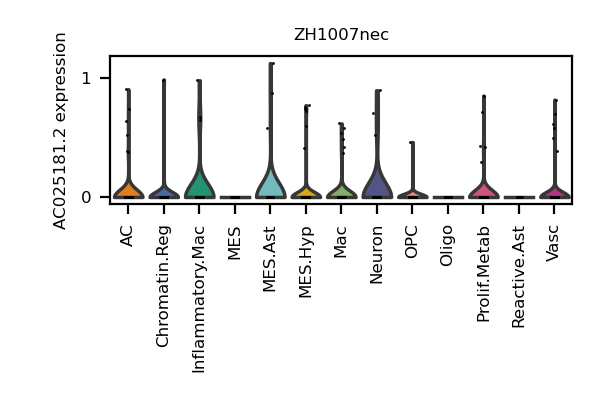 ZH1007nec
AC025181.2 expression
1
0
AC
Chromatin.Reg
Inflammatory.Mac
MES
MES.Ast
MES.Hyp
Mac
Neuron
OPC
Oligo
Prolif.Metab
Reactive.Ast
Vasc